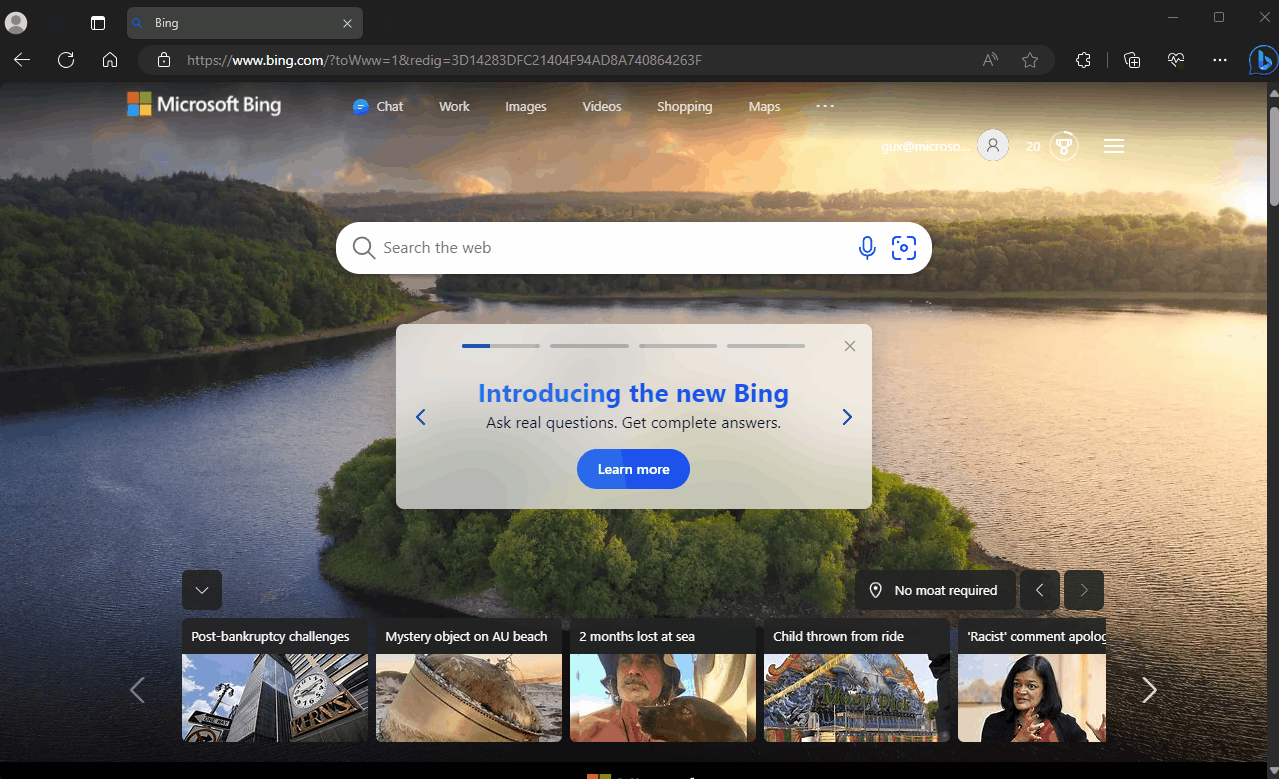 Bing
https://www.bing.com/?toWww=1&redig=3D14283DFC21404F94AD8A740864263F
Microsoft Bing
Chat
Work
Images
Videos
Shopping
Maps
gux@microso...
20
Search the web
Introducing the new Bing
Ask real questions. Get complete answers.
Learn more
No moat required
Post-bankruptcy challenges
Mystery object on AU beach
2 months lost at sea
Child thrown from ride
'Racist' comment apolog
ONE WAY